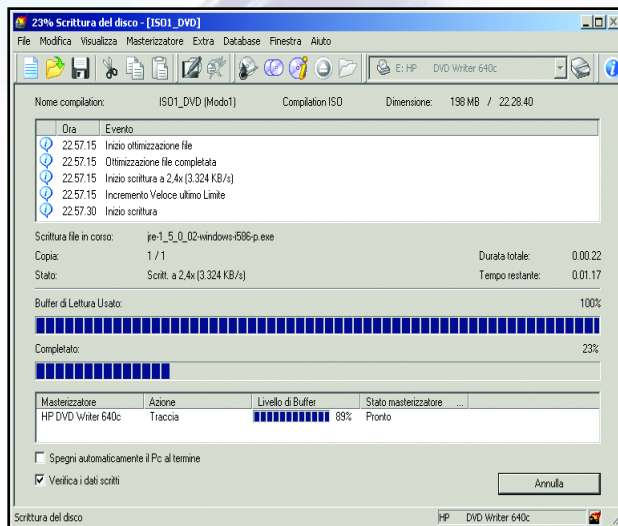 23% Scrittura del disco - [ISO1_DVD]
File Modifica Visualizza Masterizzatore Extra Database Finestra Aiuto
E: HP DVD Writer 640c
Nome compilation: ISO1_DVD (Modo1) Compilation ISO Dimensione: 198 MB / 22.28.40
Ora Evento
22.57.15 Inizio ottimizzazione file
22.57.15 Ottimizzazione file completata
22.57.15 Inizio scrittura a 2,4x (3.324 KB/s)
22.57.15 Incremento Veloce ultimo Limite
22.57.30 Inizio scrittura
Scrittura file in corso: jre-1_5_0_02-windows-i586-p.exe
Copia: 1 / 1 Durata totale: 0.00.22
Stato: Scritt. a 2,4x (3.324 KB/s) Tempo restante: 0.01.17
Buffer di Lettura Usato: 100%
Completato: 23%
Masterizzatore Azione Livello di Buffer Stato masterizzatore ...
HP DVD Writer 640c Traccia 89% Pronto
Spegni automaticamente il Pc al termine
Verifica i dati scritti
Annulla
Scrittura del disco HP DVD Writer 640c